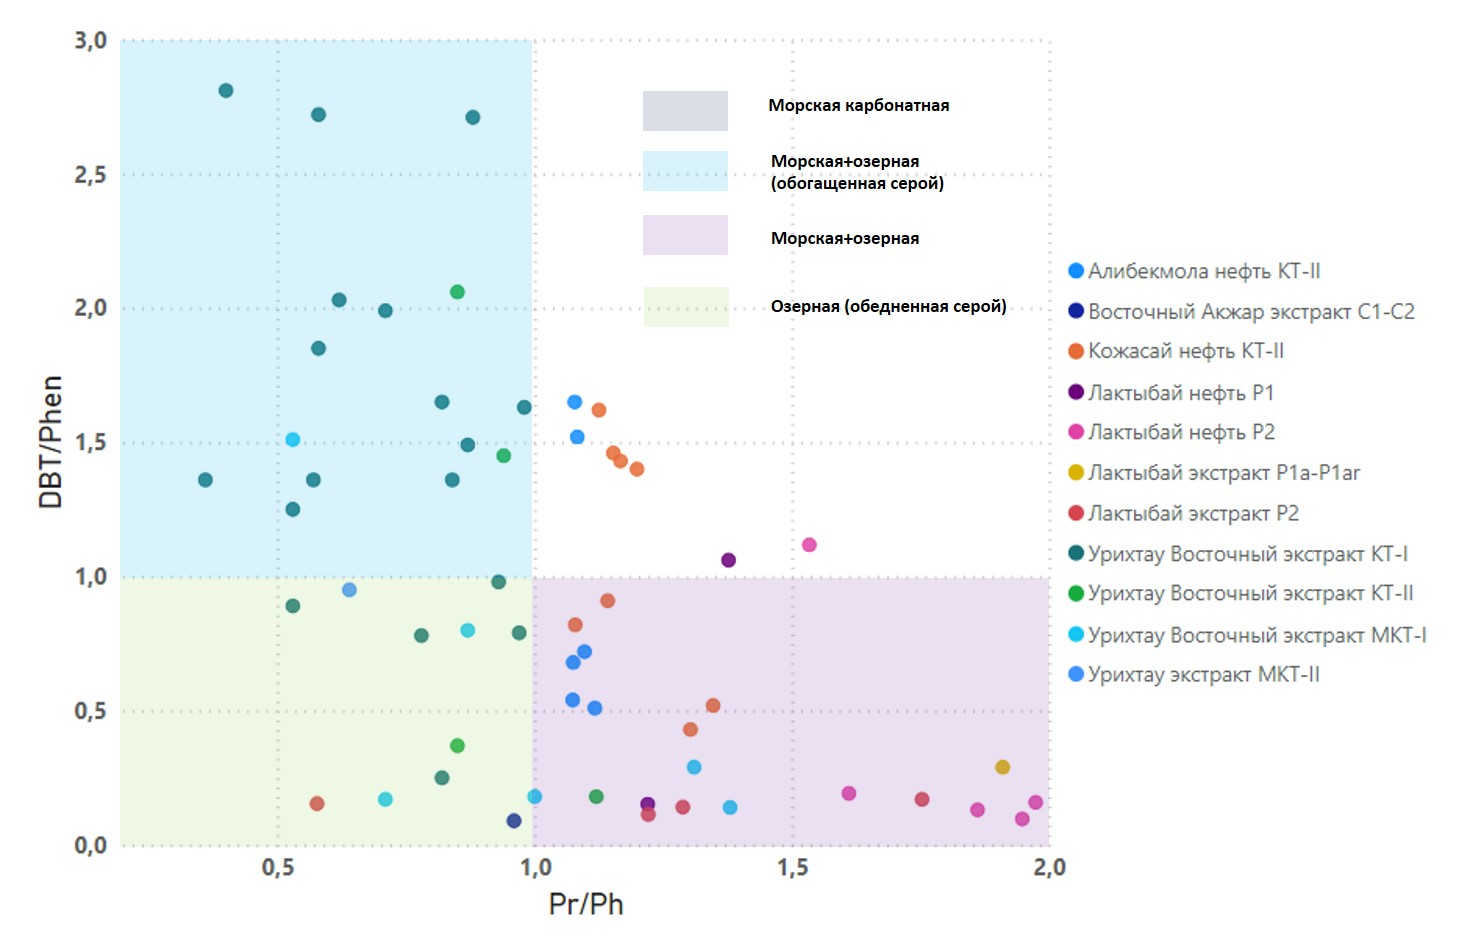 3,0
2,5
2,0
1,5
1,0
0,5
0,0
DBT/Phen
0,5
1,0
1,5
2,0
Pr/Ph
Морская карбонатная
Морская+озерная
(обогащенная серой)
Морская+озерная
Озерная (обедненная серой)
Алибекмола нефть КТ-II
Восточный Акжар экстракт С1-С2
Кожасай нефть КТ-II
Лактыбай нефть Р1
Лактыбай нефть Р2
Лактыбай экстракт P1a-P1ar
Лактыбай экстракт Р2
Урихтау Восточный экстракт КТ-I
Урихтау Восточный экстракт КТ-II
Урихтау Восточный экстракт МКТ-I
Урихтау экстракт МКТ-II